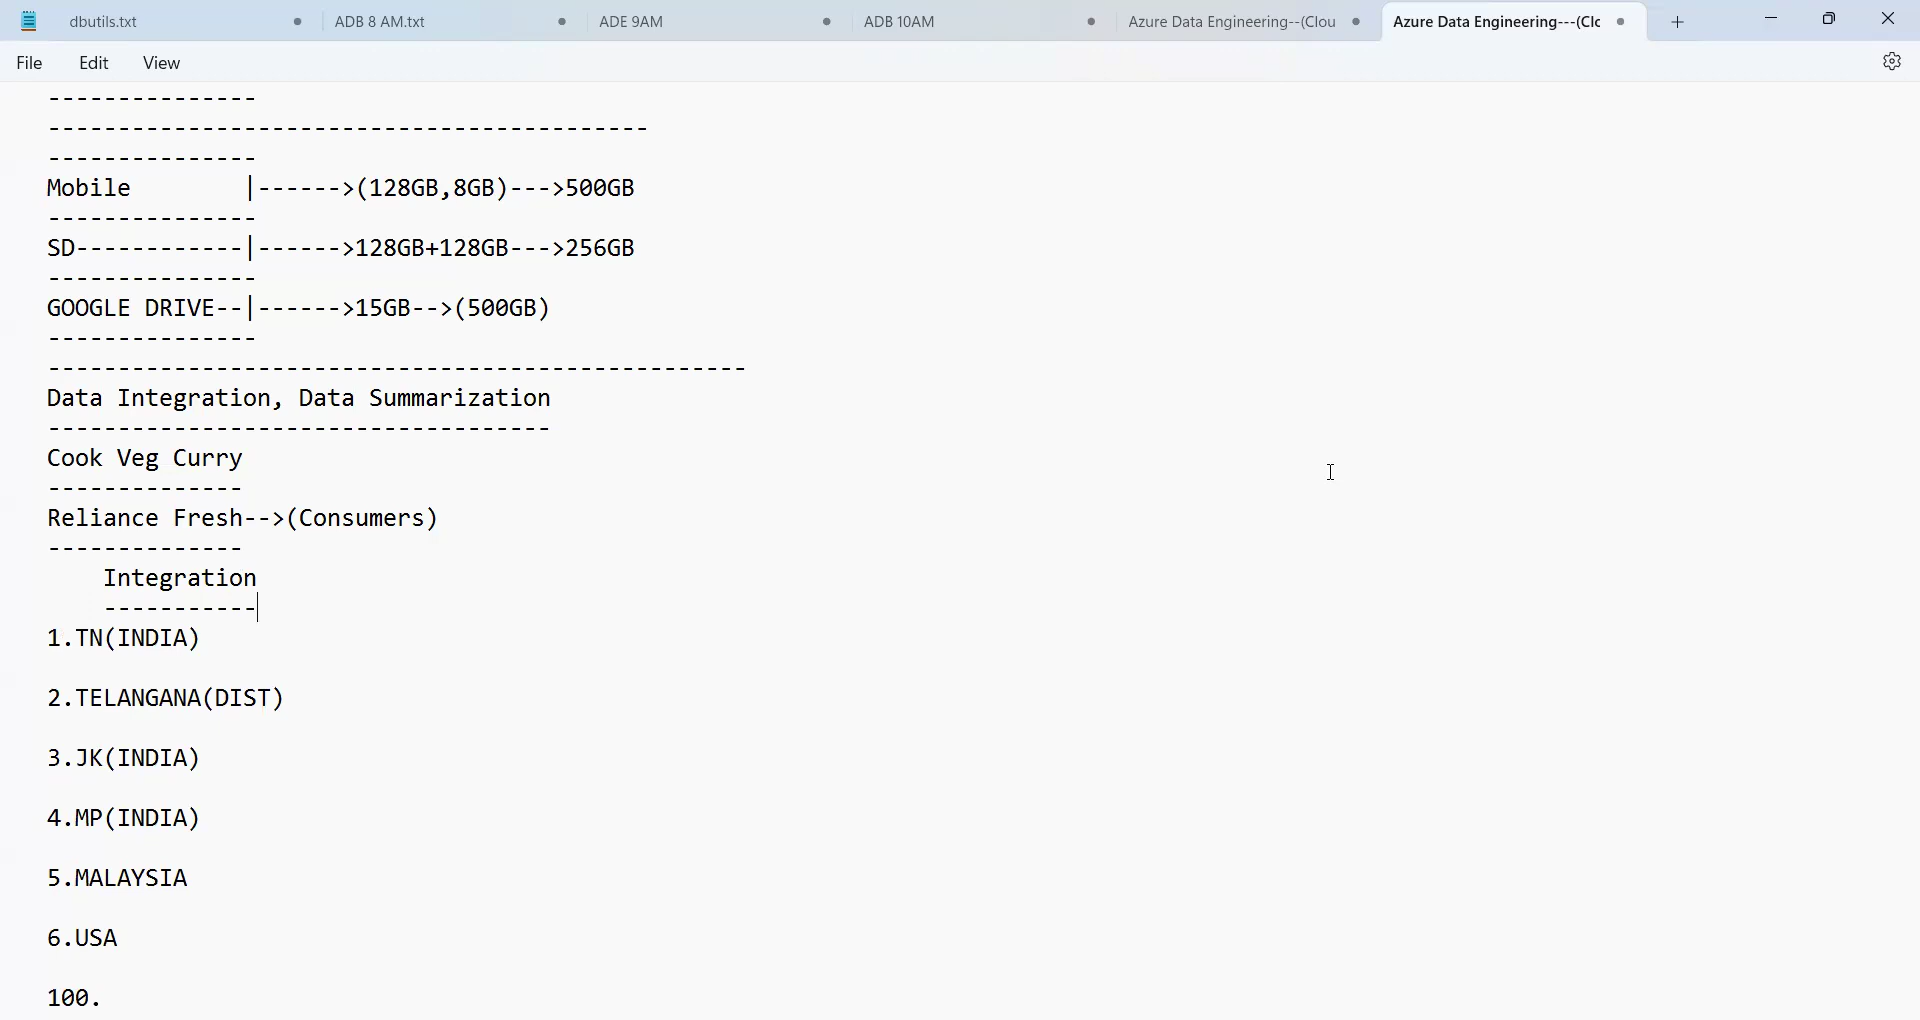 dbutils.txt
ADB 8 AM.txt
ADE 9AM
ADB 10AM
Azure Data Engineering--(Clou
Azure Data Engineering---(Clc
File
Edit
View
---------------
-------------------------------------------
---------------
Mobile        |------>(128GB,8GB)--->500GB
---------------
SD------------|------>128GB+128GB--->256GB
---------------
GOOGLE DRIVE--|------>15GB-->(500GB)
---------------
--------------------------------------------------
Data Integration, Data Summarization
------------------------------------
Cook Veg Curry
--------------
Reliance Fresh-->(Consumers)
--------------
    Integration
    -----------
1.TN(INDIA)
2.TELANGANA(DIST)
3.JK(INDIA)
4.MP(INDIA)
5.MALAYSIA
6.USA
100.